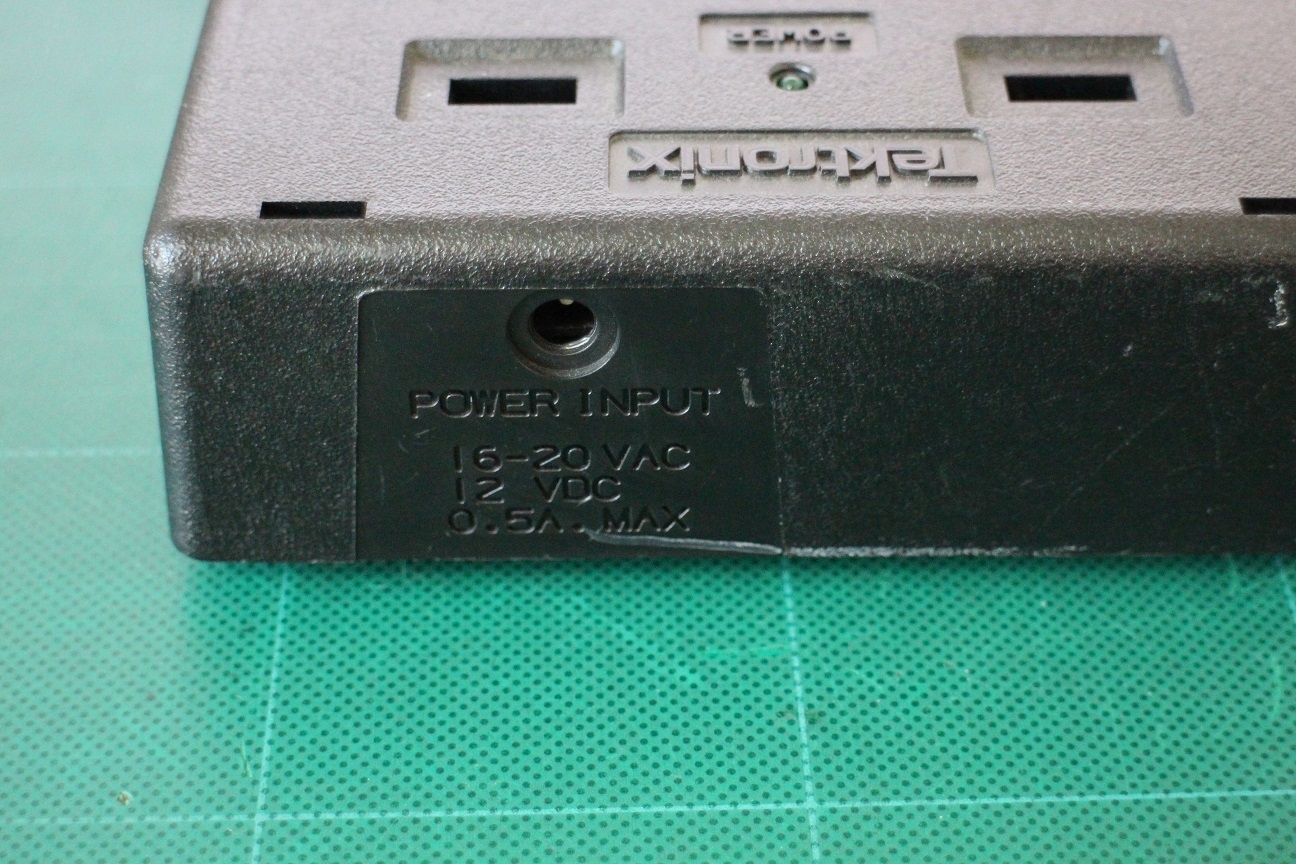 POWER
Tektronix
POWER INPUT
16-20 VAC
12 VDC
0.5A. MAX